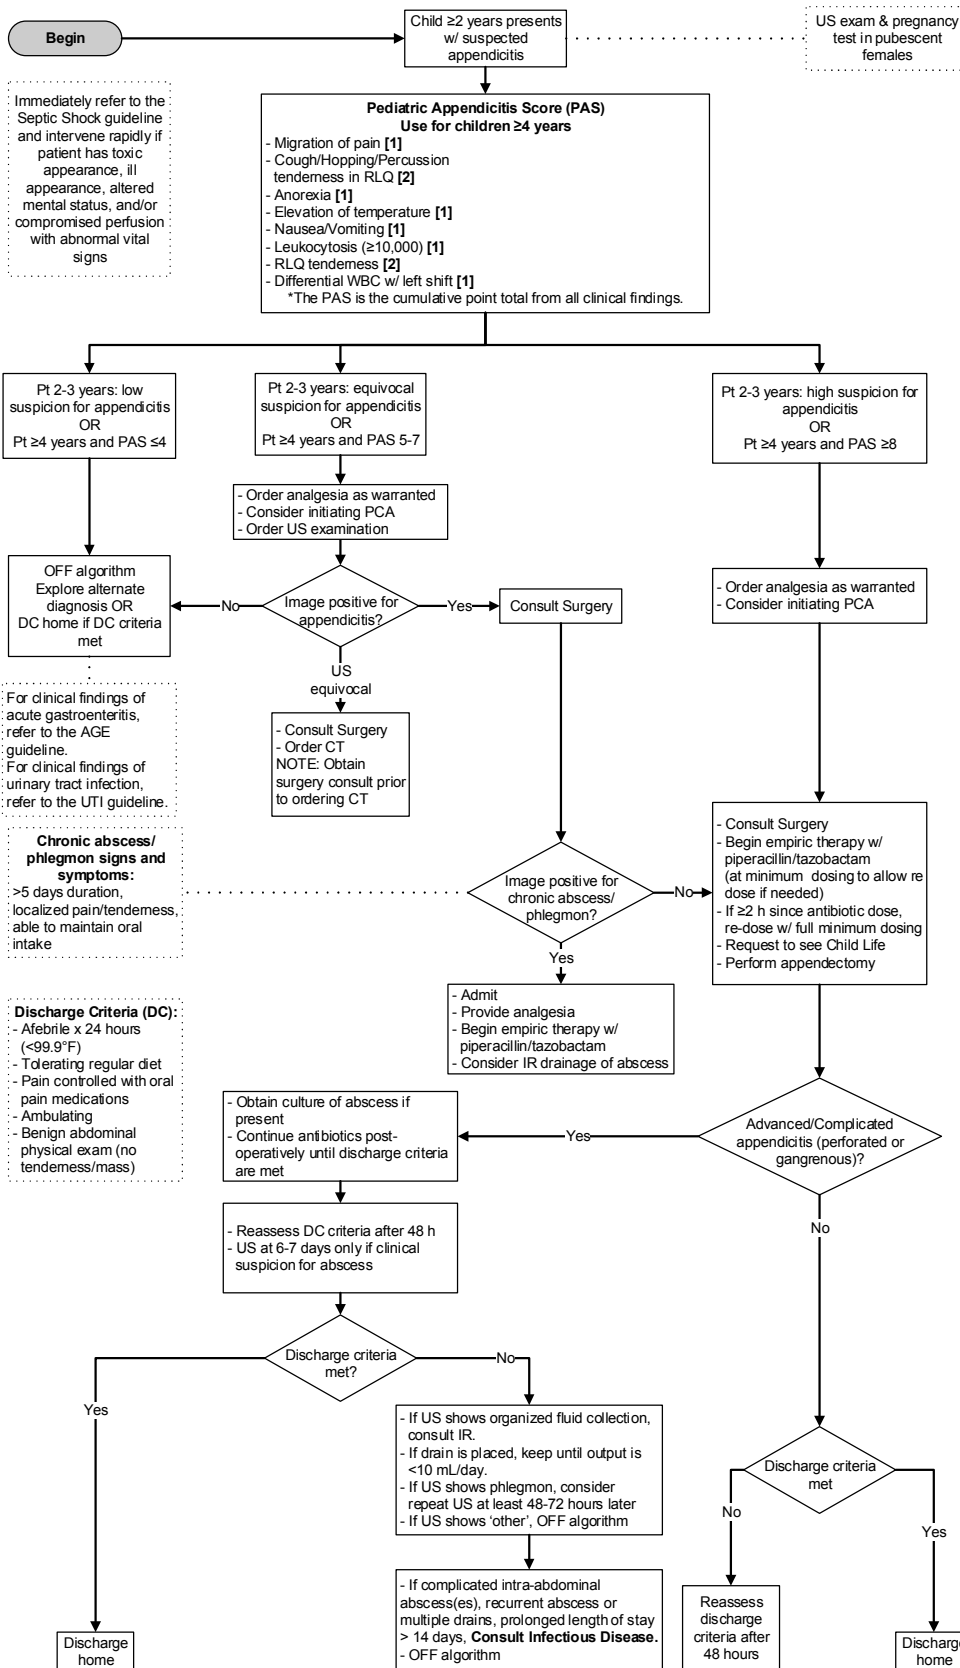 Begin
Child ≥2 years presents
w/ suspected
appendicitis
US exam & pregnancy
test in pubescent
females
Immediately refer to the
Septic Shock guideline
and intervene rapidly if
patient has toxic
appearance, ill
appearance, altered
mental status, and/or
compromised perfusion
with abnormal vital
signs
Pediatric Appendicitis Score (PAS)
Use for children ≥4 years
- Migration of pain [1]
- Cough/Hopping/Percussion
tenderness in RLQ [2]
- Anorexia [1]
- Elevation of temperature [1]
- Nausea/Vomiting [1]
- Leukocytosis (≥10,000) [1]
- RLQ tenderness [2]
- Differential WBC w/ left shift [1]
*The PAS is the cumulative point total from all clinical findings.
Pt 2-3 years: low
suspicion for appendicitis
OR
Pt ≥4 years and PAS ≤4
Pt 2-3 years: equivocal
suspicion for appendicitis
OR
Pt ≥4 years and PAS 5-7
Pt 2-3 years: high suspicion for
appendicitis
OR
Pt ≥4 years and PAS ≥8
- Order analgesia as warranted
- Consider initiating PCA
- Order US examination
OFF algorithm
Explore alternate
diagnosis OR
DC home if DC criteria
met
No
Image positive for
appendicitis?
Yes
Consult Surgery
- Order analgesia as warranted
- Consider initiating PCA
US
equivocal
For clinical findings of
acute gastroenteritis,
refer to the AGE
guideline.
For clinical findings of
urinary tract infection,
refer to the UTI guideline.
- Consult Surgery
- Order CT
NOTE: Obtain
surgery consult prior
to ordering CT
Chronic abscess/
phlegmon signs and
symptoms:
>5 days duration,
localized pain/tenderness,
able to maintain oral
intake
Image positive for
chronic abscess/
phlegmon?
No
Yes
- Consult Surgery
- Begin empiric therapy w/
piperacillin/tazobactam
(at minimum dosing to allow re
dose if needed)
- If ≥2 h since antibiotic dose,
re-dose w/ full minimum dosing
- Request to see Child Life
- Perform appendectomy
- Admit
- Provide analgesia
- Begin empiric therapy w/
piperacillin/tazobactam
- Consider IR drainage of abscess
Discharge Criteria (DC):
- Afebrile x 24 hours
(<99.9°F)
- Tolerating regular diet
- Pain controlled with oral
pain medications
- Ambulating
- Benign abdominal
physical exam (no
tenderness/mass)
- Obtain culture of abscess if
present
- Continue antibiotics post-
operatively until discharge criteria
are met
Yes
Advanced/Complicated
appendicitis (perforated or
gangrenous)?
No
- Reassess DC criteria after 48 h
- US at 6-7 days only if clinical
suspicion for abscess
Discharge criteria
met?
No
Yes
- If US shows organized fluid collection,
consult IR.
- If drain is placed, keep until output is
<10 mL/day.
- If US shows phlegmon, consider
repeat US at least 48-72 hours later
- If US shows 'other', OFF algorithm
Discharge criteria
met
No
Yes
- If complicated intra-abdominal
abscess(es), recurrent abscess or
multiple drains, prolonged length of stay
> 14 days, Consult Infectious Disease.
- OFF algorithm
Discharge
home
Reassess
discharge
criteria after
48 hours
Discharge
home